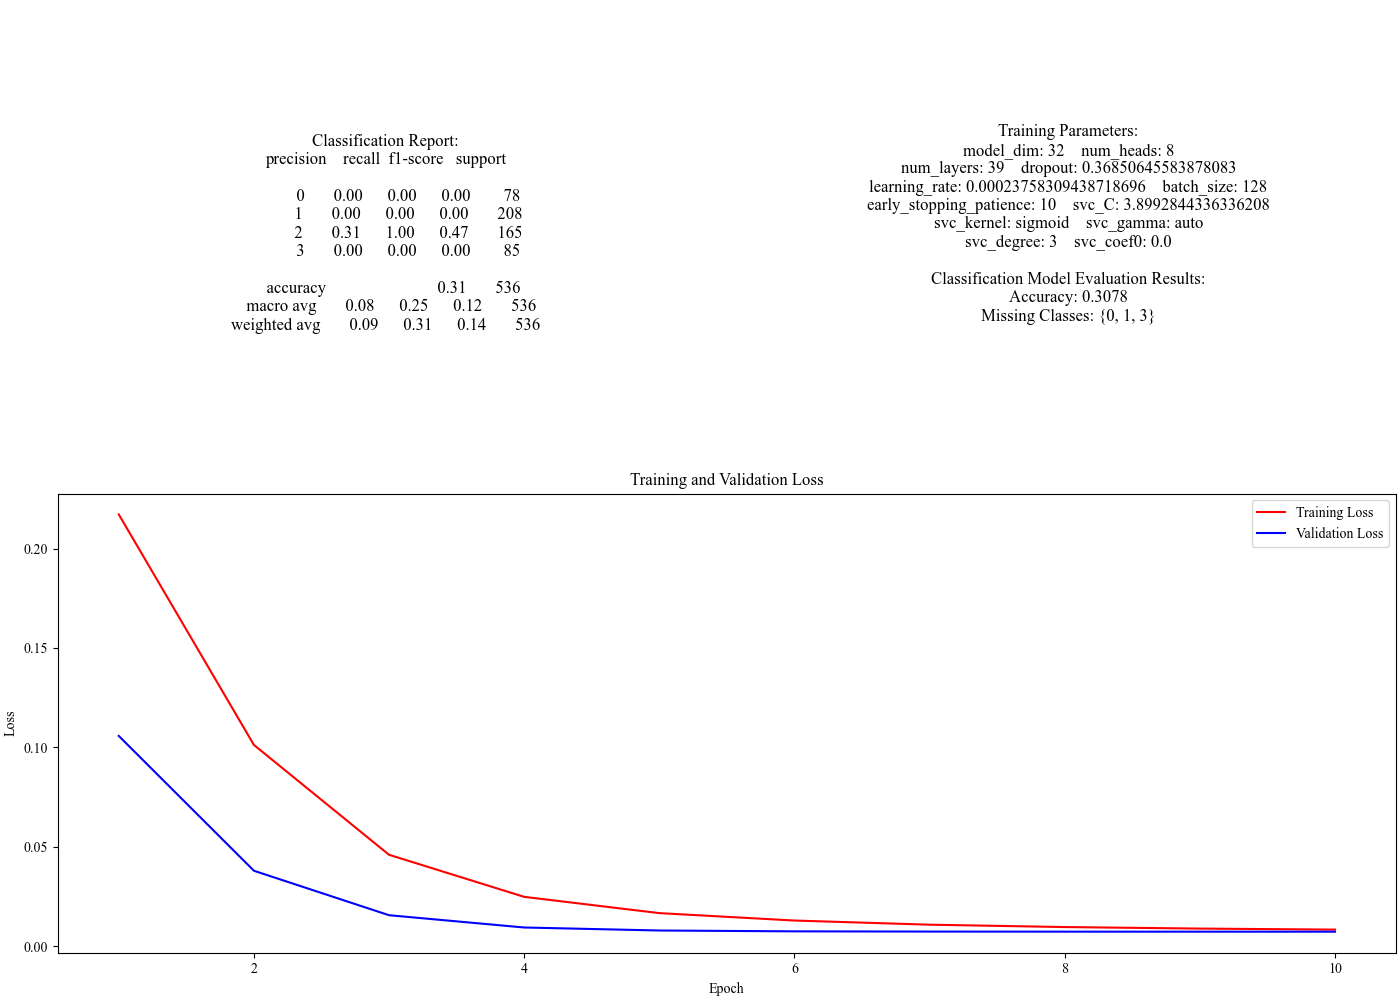 Classification Report:
precision recall f1-score support
0 0.00 0.00 0.00 78
1 0.00 0.00 0.00 208
2 0.31 1.00 0.47 165
3 0.00 0.00 0.00 85
accuracy 0.31 536
macro avg 0.08 0.25 0.12 536
weighted avg 0.09 0.31 0.14 536
Training Parameters:
model_dim: 32 num_heads: 8
num_layers: 39 dropout: 0.36850645583878083
learning_rate: 0.00023758309438718696 batch_size: 128
early_stopping_patience: 10 svc_C: 3.8992844336336208
svc_kernel: sigmoid svc_gamma: auto
svc_degree: 3 svc_coef0: 0.0
Classification Model Evaluation Results:
Accuracy: 0.3078
Missing Classes: {0, 1, 3}
Training and Validation Loss
Training Loss
Validation Loss
Loss
0.20
0.15
0.10
0.05
0.00
2 4 6 8 10
Epoch